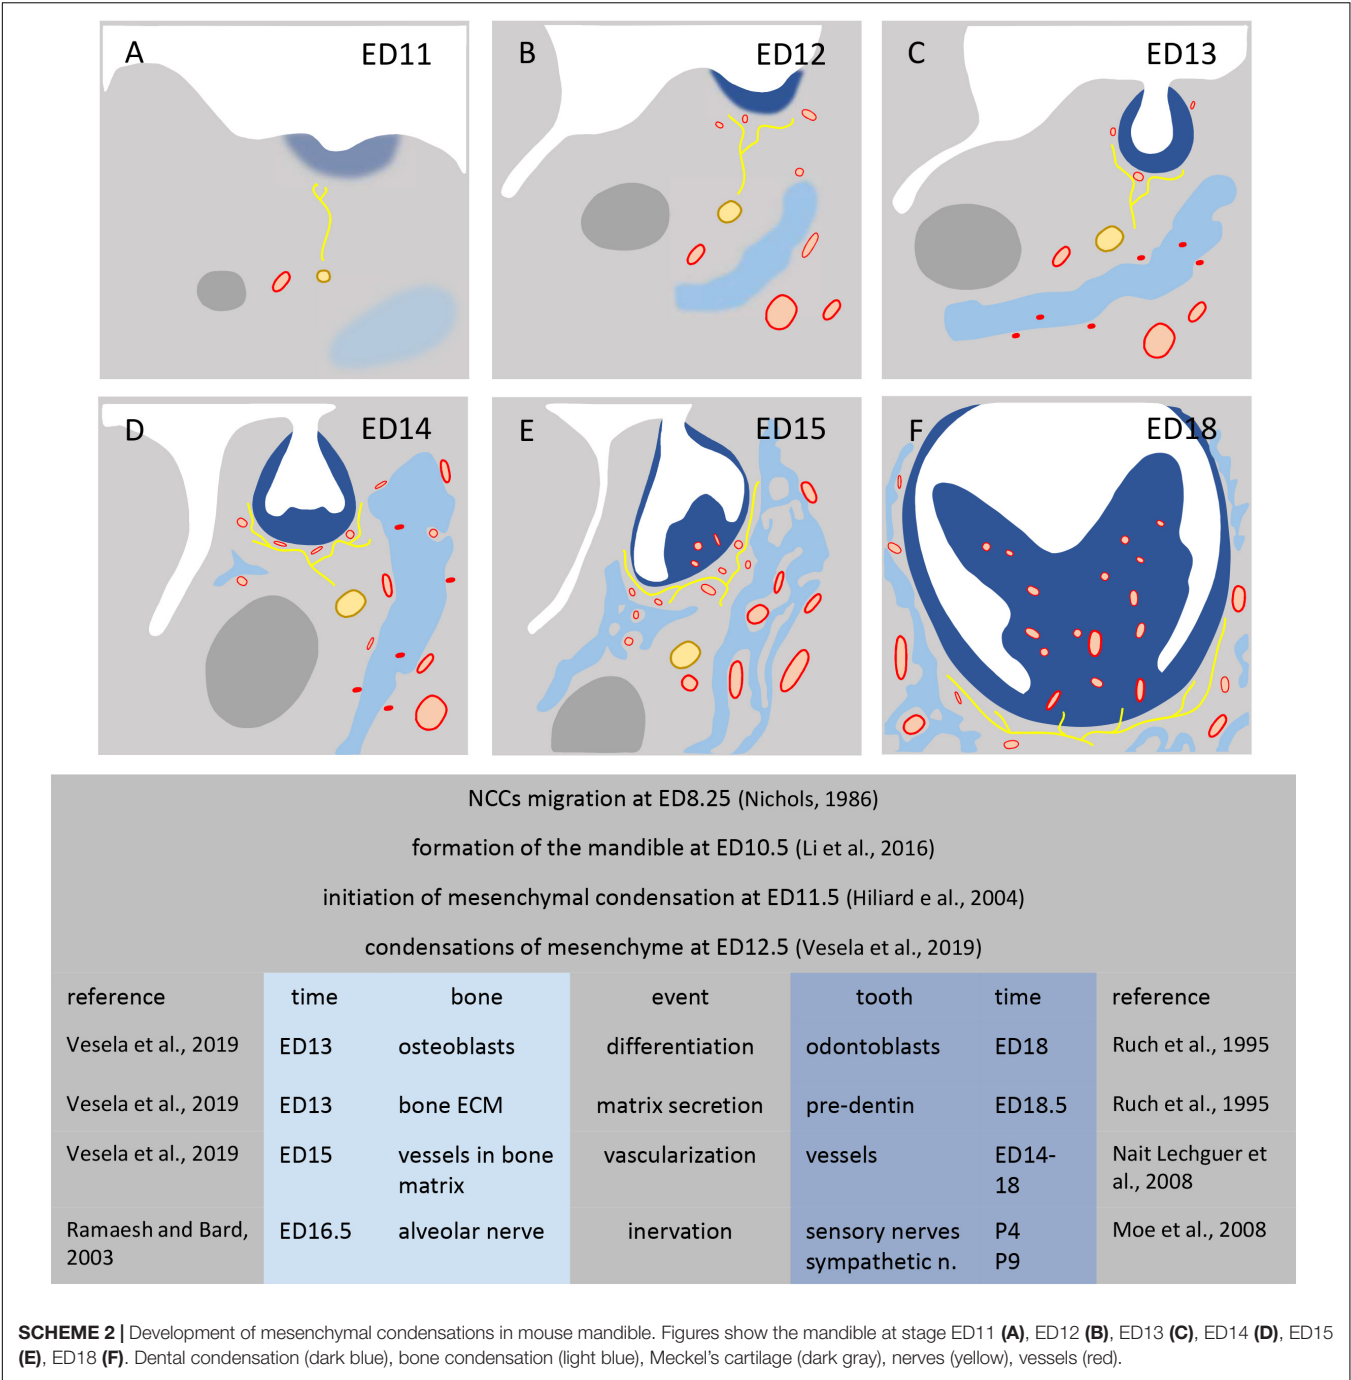 A ED11
B ED12
C ED13
D ED14
E ED15
F ED18
NCCs migration at ED8.25 (Nichols, 1986)
formation of the mandible at ED10.5 (Li et al., 2016)
initiation of mesenchymal condensation at ED11.5 (Hiliard e al., 2004)
condensations of mesenchyme at ED12.5 (Vesela et al., 2019)
reference time bone event tooth time reference
Vesela et al., 2019 ED13 osteoblasts differentiation odontoblasts ED18 Ruch et al., 1995
Vesela et al., 2019 ED13 bone ECM matrix secretion pre-dentin ED18.5 Ruch et al., 1995
Vesela et al., 2019 ED15 vessels in bone vascularization vessels ED14- Nait Lechguer et
matrix 18 al., 2008
Ramaesh and Bard, ED16.5 alveolar nerve inervation sensory nerves P4 Moe et al., 2008
2003 sympathetic n. P9
SCHEME 2 | Development of mesenchymal condensations in mouse mandible. Figures show the mandible at stage ED11 (A), ED12 (B), ED13 (C), ED14 (D), ED15
(E), ED18 (F). Dental condensation (dark blue), bone condensation (light blue), Meckel's cartilage (dark gray), nerves (yellow), vessels (red).